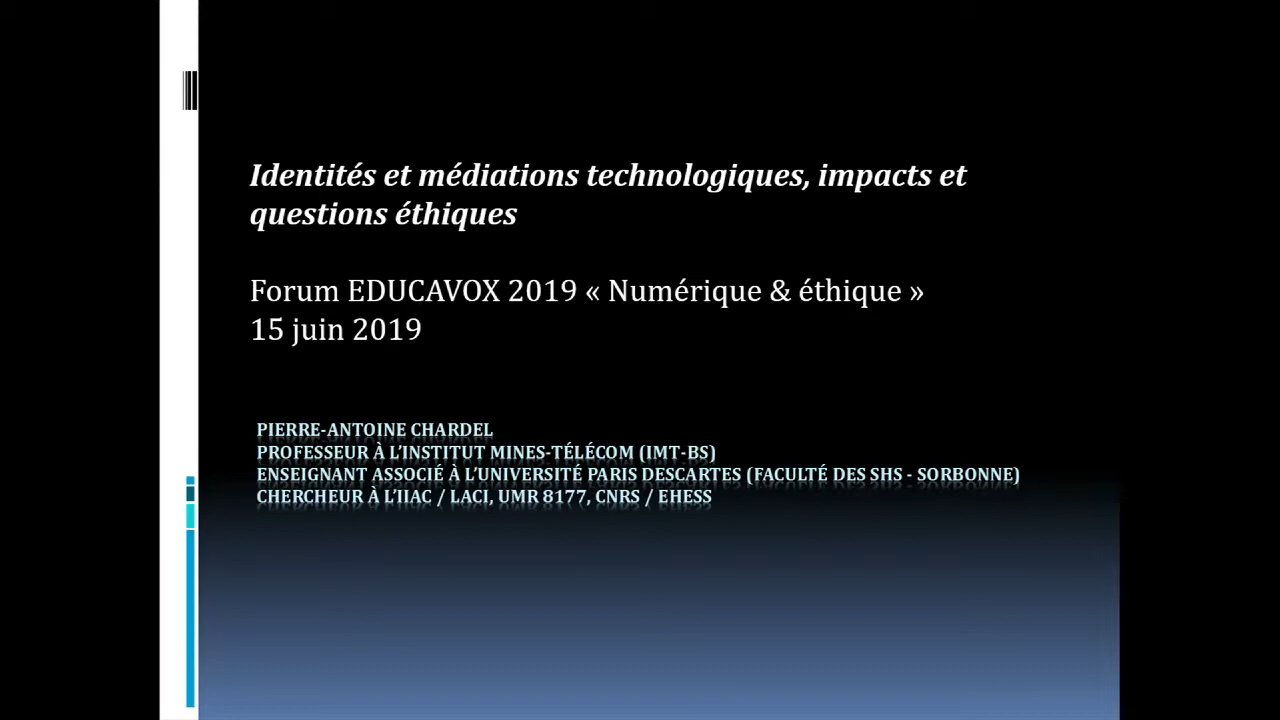 Identités et médiations technologiques, impacts et
questions éthiques
Forum EDUCAVOX 2019 « Numérique & éthique »
15 juin 2019
PIERRE-ANTOINE CHARDEL
PROFESSEUR À L'INSTITUT MINES-TÉLÉCOM (IMT-BS)
ENSEIGNANT ASSOCIÉ À L'UNIVERSITÉ PARIS DESCARTES (FACULTÉ DES SHS - SORBONNE)
CHERCHEUR À L'IIAC / LACI, UMR 8177, CNRS / EHESS